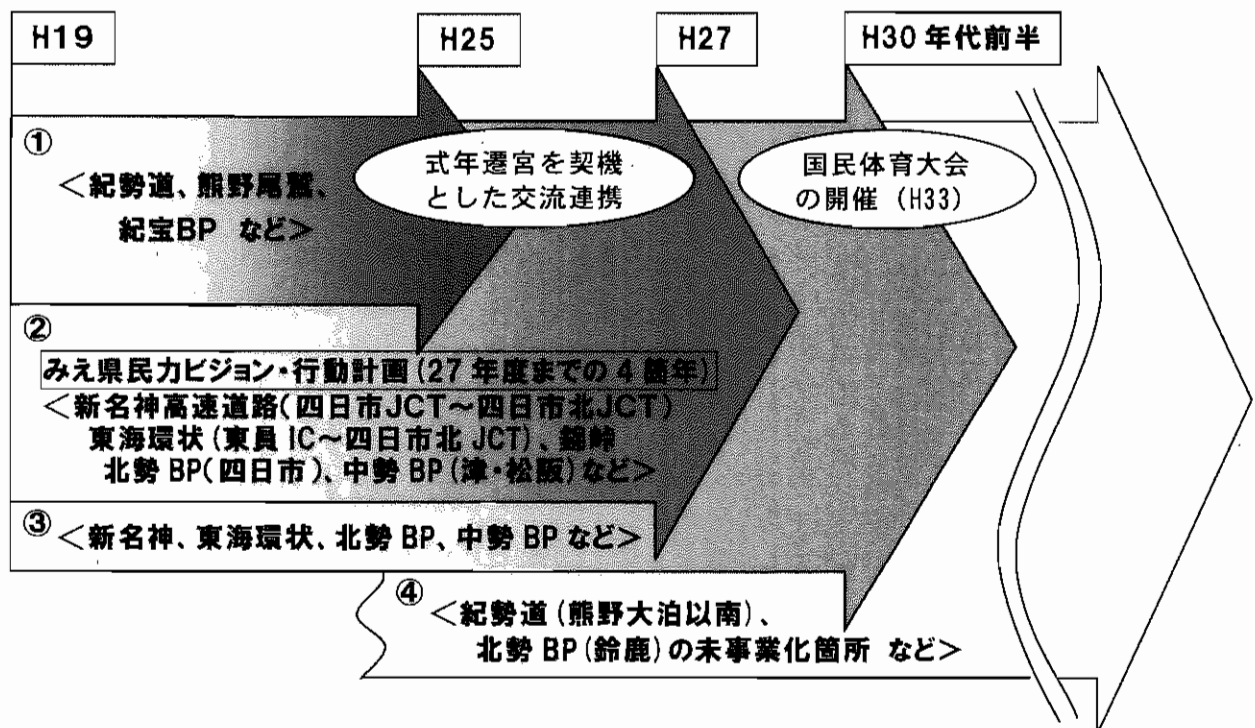 H19
H25
H27
H30 年代前半
①
<紀勢道、熊野尾鷲、
紀宝BP など>
式年遷宮を契機
とした交流連携
国民体育大会
の開催 (H33)
②
みえ県民力ビジョン・行動計画(27年度までの4箇年)
<新名神高速道路(四日市JCT~四日市北JCT)
東海環状(東員IC~四日市北JCT)、鎰峠
北勢BP(四日市)、中勢BP(津・松阪)など>
③ <新名神、東海環状、北勢BP、中勢BPなど>
④ <紀勢道(熊野大泊以南)、
北勢BP(鈴鹿)の未事業化箇所 など>